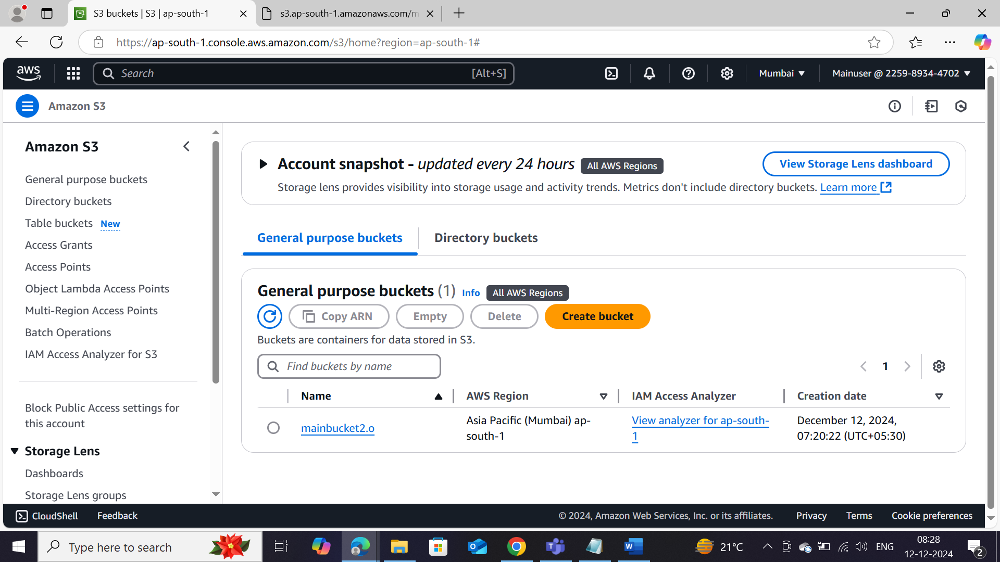 S3 buckets | S3 | ap-south-1
s3.ap-south-1.amazonaws.com/m
https://ap-south-1.console.aws.amazon.com/s3/home?region=ap-south-1#
aws
Search
[Alt+S]
Mumbai
Mainuser @ 2259-8934-4702
Amazon S3
Amazon S3
General purpose buckets
Directory buckets
Table buckets New
Access Grants
Access Points
Object Lambda Access Points
Multi-Region Access Points
Batch Operations
IAM Access Analyzer for S3
Block Public Access settings for
this account
Storage Lens
Dashboards
Storage Lens groups
Account snapshot - updated every 24 hours All AWS Regions
View Storage Lens dashboard
Storage lens provides visibility into storage usage and activity trends. Metrics don't include directory buckets. Learn more
General purpose buckets
Directory buckets
General purpose buckets (1) Info All AWS Regions
Copy ARN
Empty
Delete
Create bucket
Buckets are containers for data stored in S3.
Find buckets by name
1
Name
AWS Region
IAM Access Analyzer
Creation date
mainbucket2.o
Asia Pacific (Mumbai) ap-
south-1
View analyzer for ap-south-
1
December 12, 2024,
07:20:22 (UTC+05:30)
CloudShell
Feedback
© 2024, Amazon Web Services, Inc. or its affiliates.
Privacy
Terms
Cookie preferences
Type here to search
21°C
ENG
08:28
12-12-2024
2